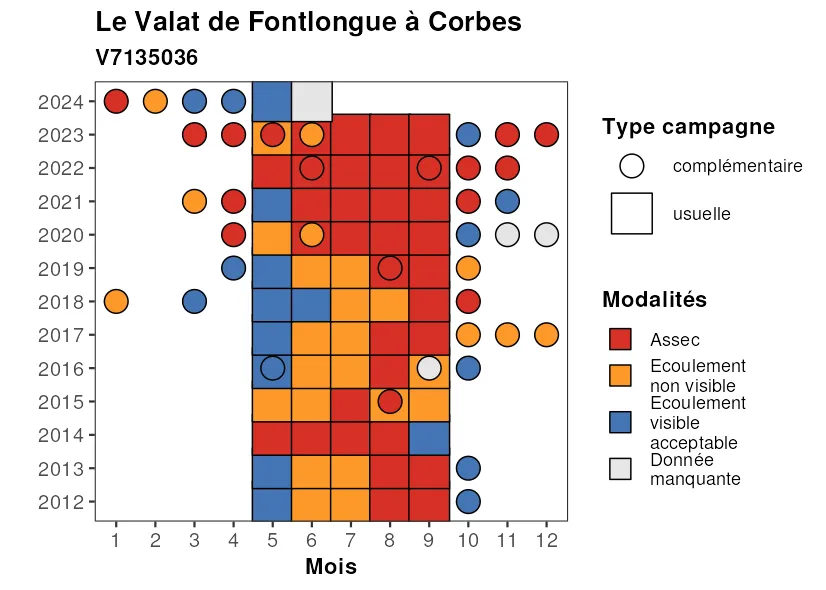 Le Valat de Fontlongue à Corbes
V7135036
2024
2023
2022
2021
2020
2019
2018
2017
2016
2015
2014
2013
2012
1 2 3 4 5 6 7 8 9 10 11 12
Mois
Type campagne
complémentaire
usuelle
Modalités
Assec
Ecoulement
non visible
Ecoulement
visible
acceptable
Donnée
manquante